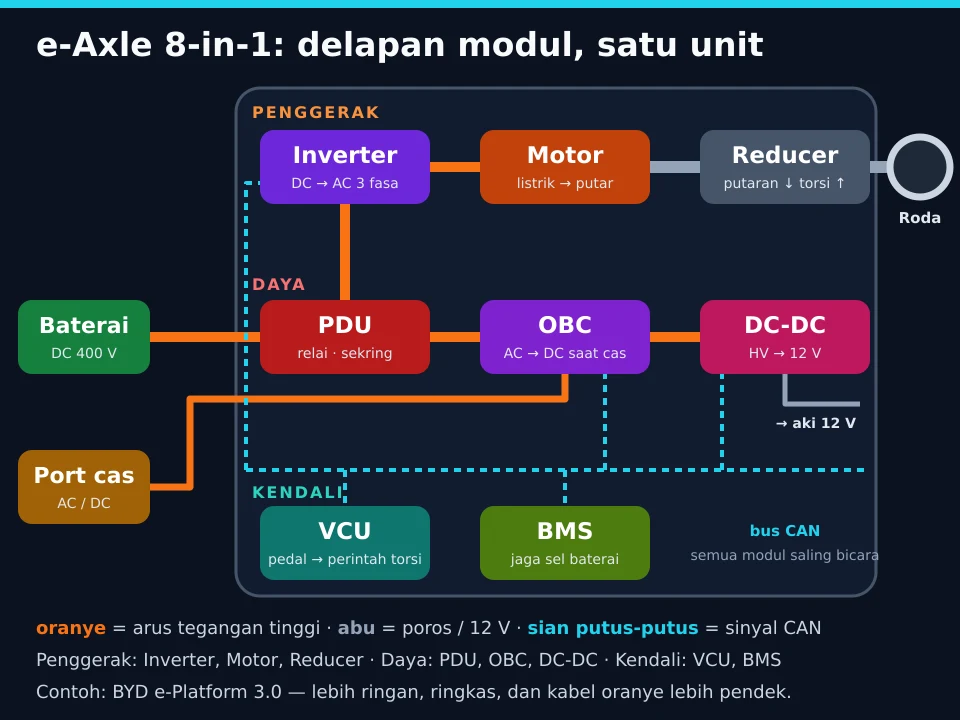 e-Axle 8-in-1: delapan modul, satu unit
PENGGERAK
Inverter
DC → AC 3 fasa
Motor
listrik → putar
Reducer
putaran ↓ torsi ↑
Roda
DAYA
Baterai
DC 400 V
PDU
relai · sekring
OBC
AC → DC saat cas
DC-DC
HV → 12 V
→ aki 12 V
Port cas
AC / DC
KENDALI
VCU
pedal → perintah torsi
BMS
jaga sel baterai
bus CAN
semua modul saling bicara
oranye = arus tegangan tinggi · abu = poros / 12 V · sian putus-putus = sinyal CAN
Penggerak: Inverter, Motor, Reducer · Daya: PDU, OBC, DC-DC · Kendali: VCU, BMS
Contoh: BYD e-Platform 3.0 — lebih ringan, ringkas, dan kabel oranye lebih pendek.